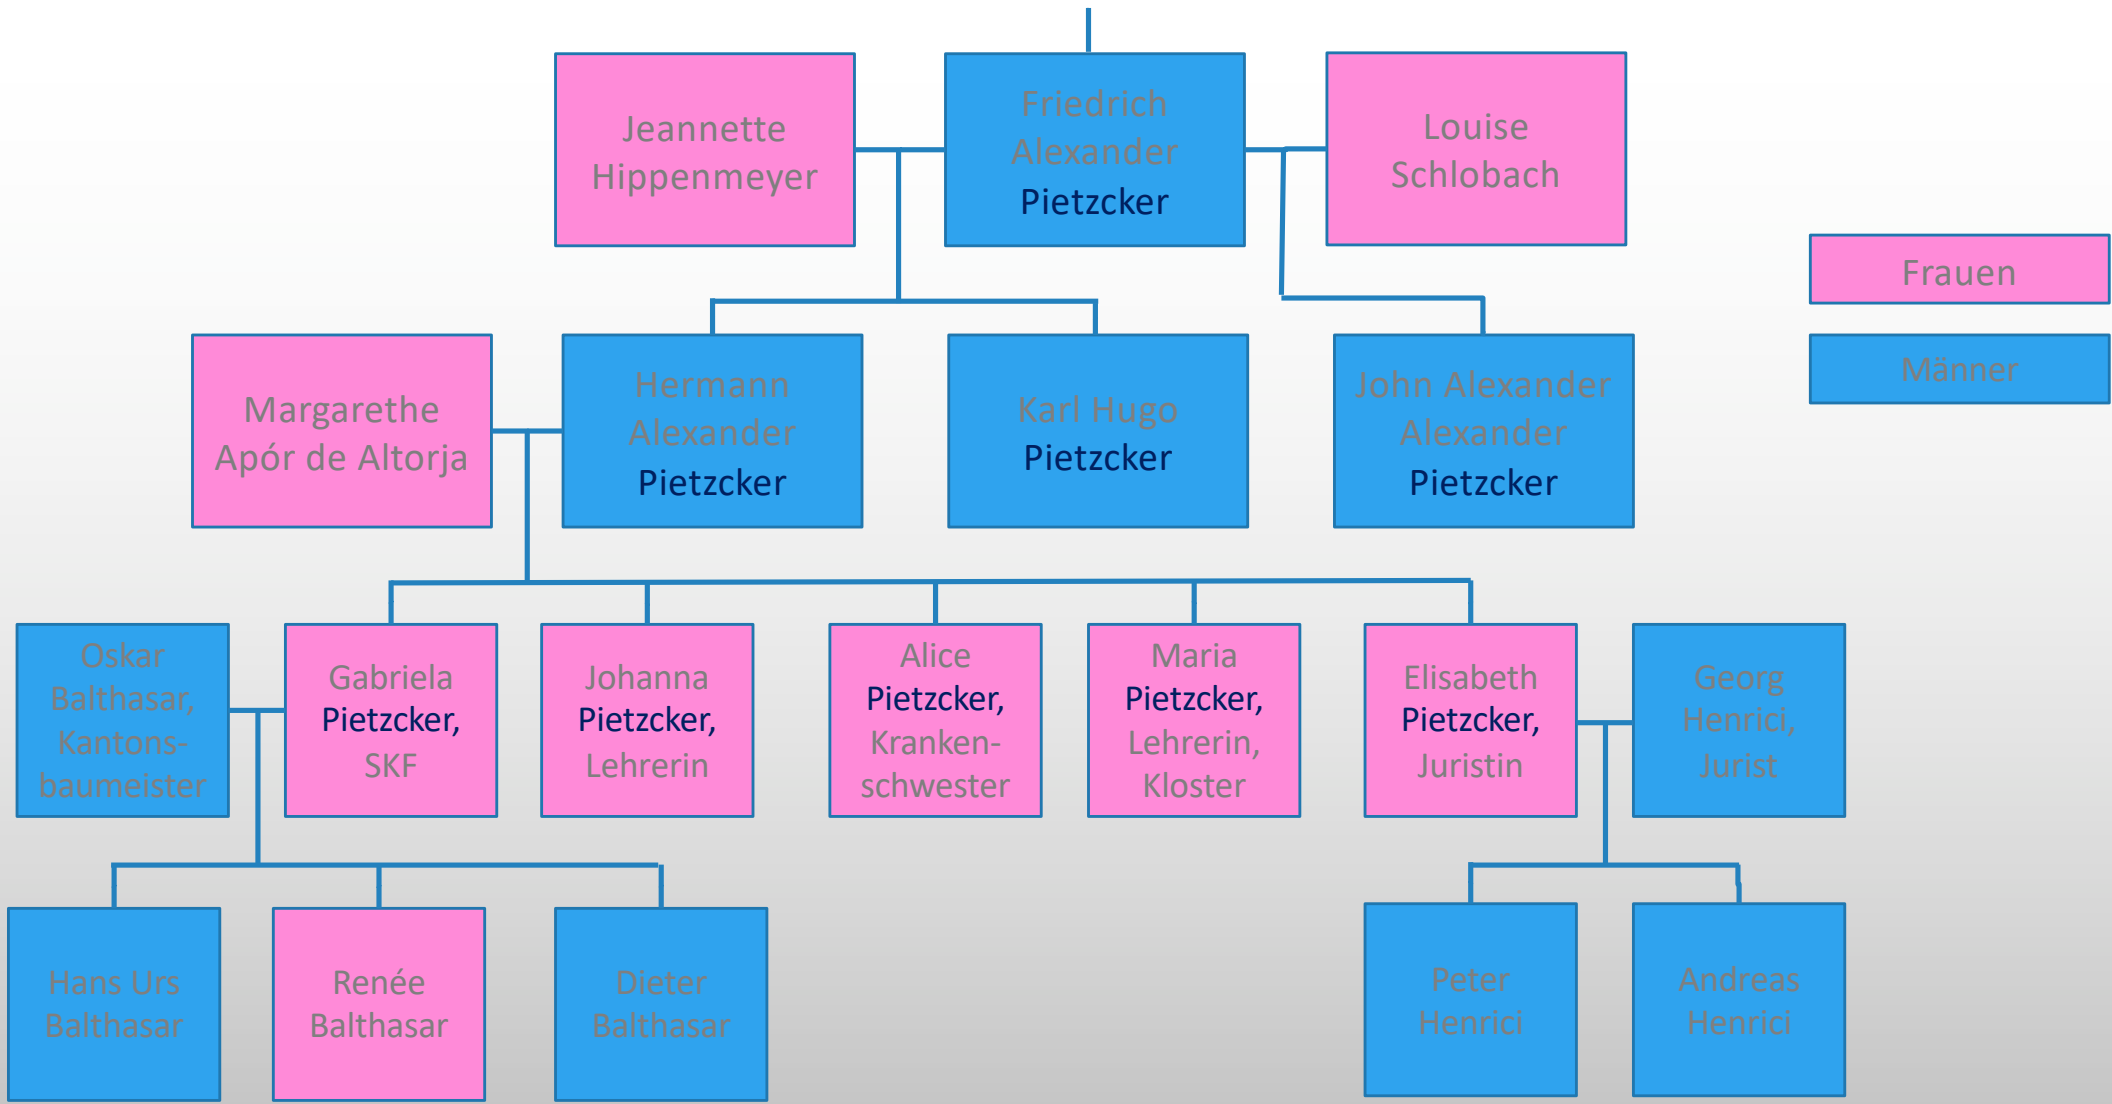 Jeannette
Hippenmeyer
Friedrich
Alexander
Pietzcker
Louise
Schlobach
Frauen
Männer
Margarethe
Apór de Altorja
Hermann
Alexander
Pietzcker
Karl Hugo
Pietzcker
John Alexander
Alexander
Pietzcker
Oskar
Balthasar,
Kantons-
baumeister
Gabriela
Pietzcker,
SKF
Johanna
Pietzcker,
Lehrerin
Alice
Pietzcker,
Kranken-
schwester
Maria
Pietzcker,
Lehrerin,
Kloster
Elisabeth
Pietzcker,
Juristin
Georg
Henrici,
Jurist
Hans Urs
Balthasar
Renée
Balthasar
Dieter
Balthasar
Peter
Henrici
Andreas
Henrici